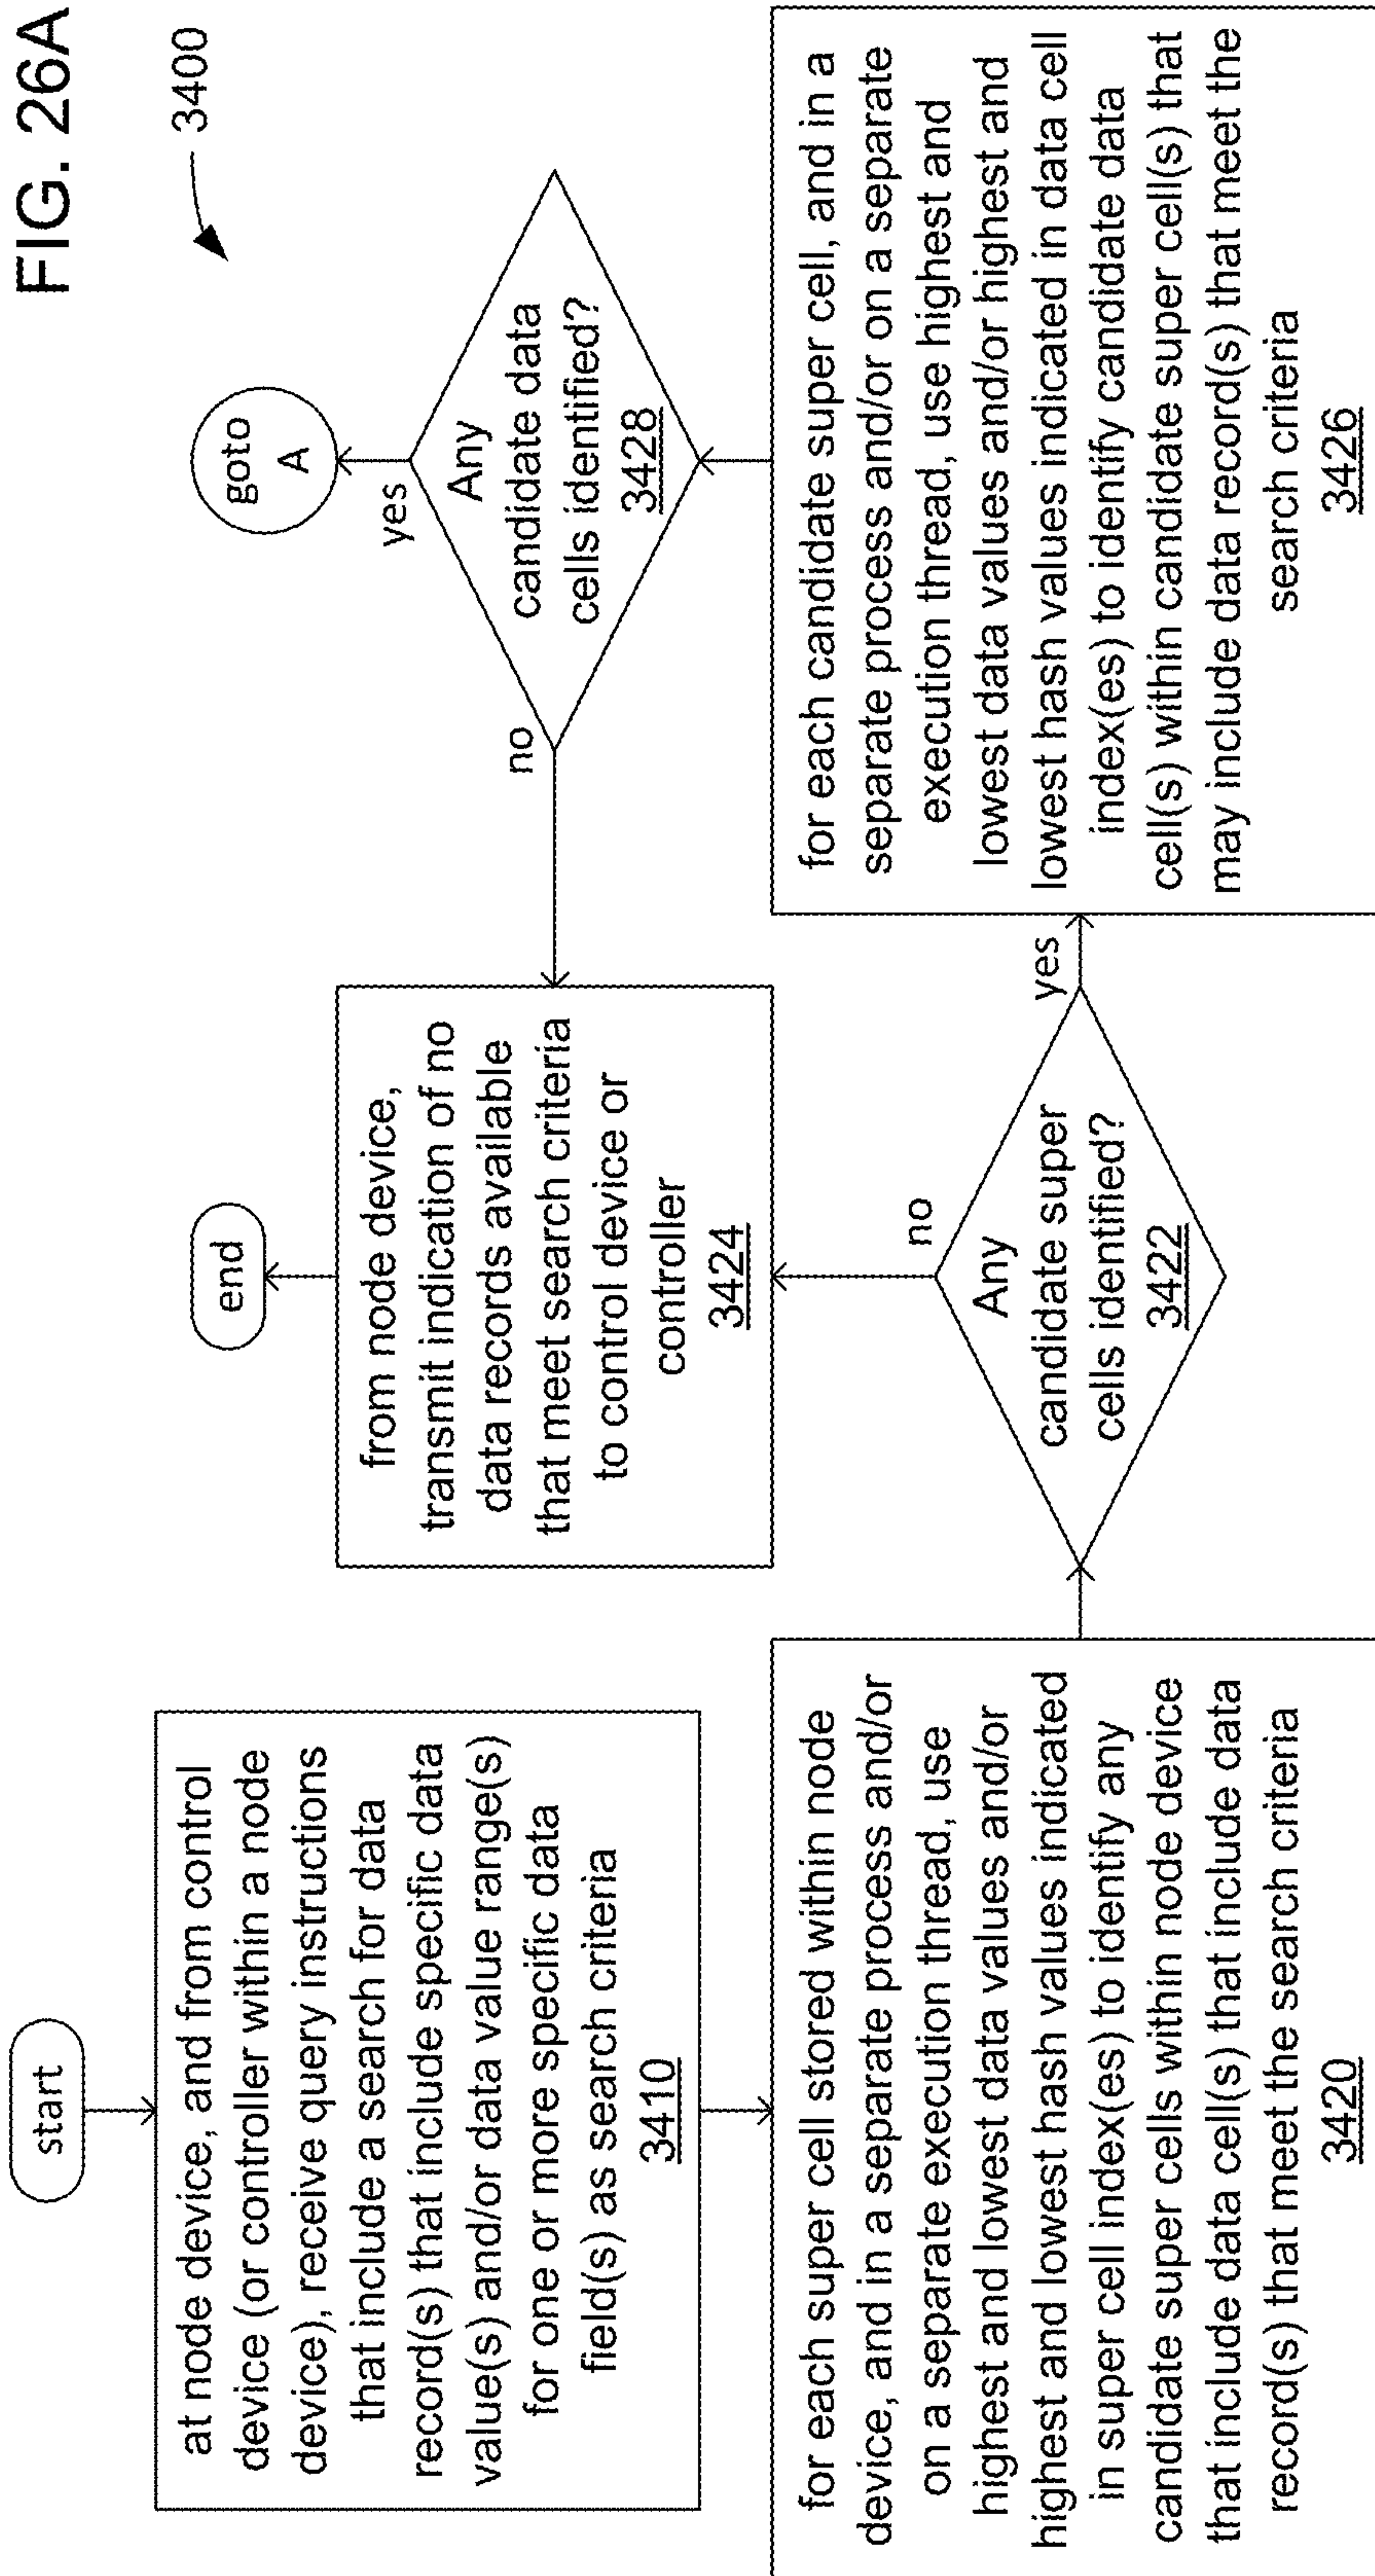 FIG. 26A
3400
start
at node device, and from control
device (or controller within a node
device), receive query instructions
that include a search for data
record(s) that include specific data
value(s) and/or data value range(s)
for one or more specific data
field(s) as search criteria
3410
for each super cell stored within node
device, and in a separate process and/or
on a separate execution thread, use
highest and lowest data values and/or
highest and lowest hash values indicated
in super cell index(es) to identify any
candidate super cells within node device
that include data cell(s) that include data
record(s) that meet the search criteria
3420
Any
candidate super
cells identified?
3422
no
yes
end
from node device,
transmit indication of no
data records available
that meet search criteria
to control device or
controller
3424
for each candidate super cell, and in a
separate process and/or on a separate
execution thread, use highest and
lowest data values and/or highest and
lowest hash values indicated in data cell
index(es) to identify candidate data
cell(s) within candidate super cell(s) that
may include data record(s) that meet the
search criteria
3426
Any
candidate data
cells identified?
3428
no
yes
goto
A